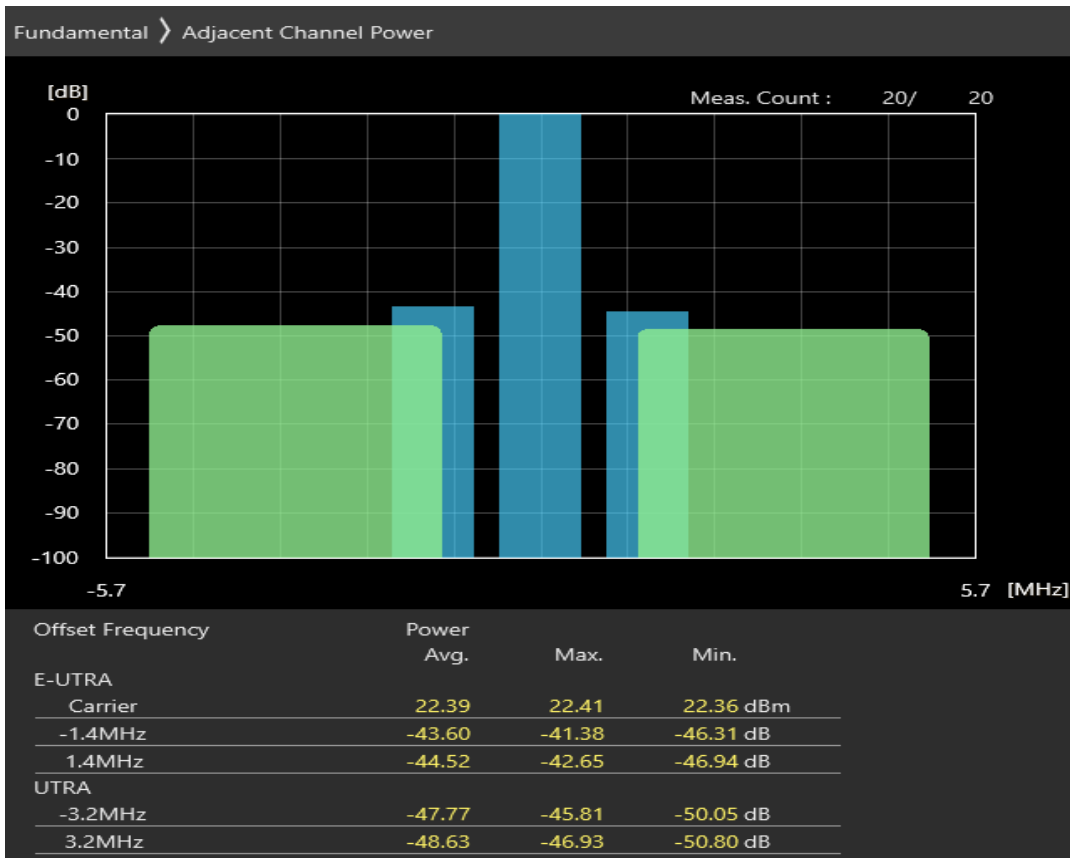 Fundamental 〉 Adjacent Channel Power
[dB]
Meas. Count : 20/ 20
0
-10
-20
-30
-40
-50
-60
-70
-80
-90
-100
-5.7 5.7 [MHz]
Offset Frequency Power
Avg. Max. Min.
E-UTRA
Carrier 22.39 22.41 22.36 dBm
-1.4MHz -43.60 -41.38 -46.31 dB
1.4MHz -44.52 -42.65 -46.94 dB
UTRA
-3.2MHz -47.77 -45.81 -50.05 dB
3.2MHz -48.63 -46.93 -50.80 dB